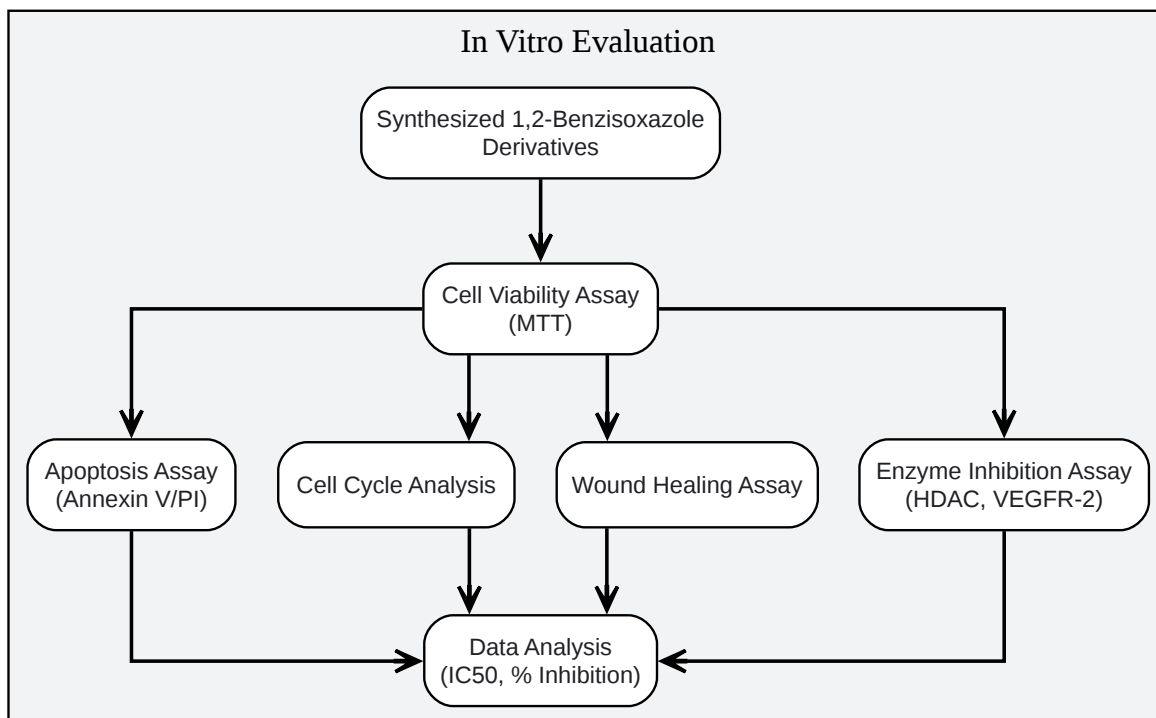 In Vitro Evaluation
Synthesized 1,2-Benzisoxazole
Derivatives
Cell Viability Assay
(MTT)
Apoptosis Assay
(Annexin V/PI)
Cell Cycle Analysis
Wound Healing Assay
Enzyme Inhibition Assay
(HDAC, VEGFR-2)
Data Analysis
(IC50, % Inhibition)